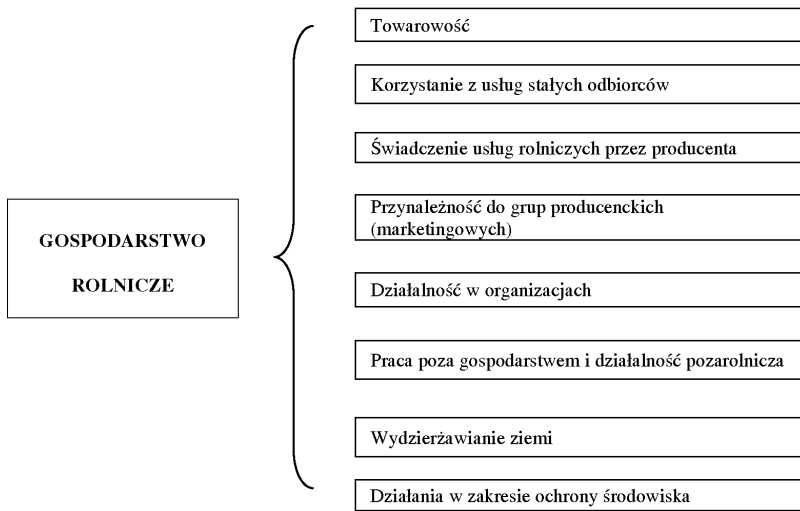 Towarowość
Korzystanie z usług stałych odbiorców
Świadczenie usług rolniczych przez producenta
Przynależność do grup producenckich
(marketingowych)
GOSPODARSTWO
ROLNICZE
Działalność w organizacjach
Praca poza gospodarstwem i działalność pozarolnicza
Wydzierżawianie ziemi
Działania w zakresie ochrony środowiska